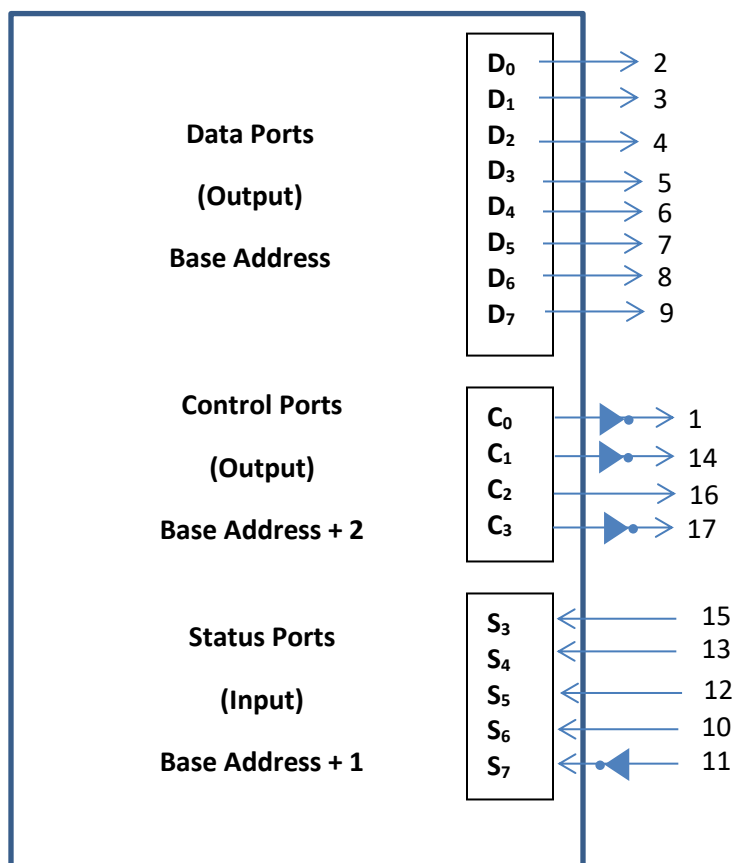 D₀ 2
D₁ 3
Data Ports
D₂ 4
D₃ 5
(Output)
D₄ 6
D₅ 7
Base Address
D₆ 8
D₇ 9
Control Ports
C₀ 1
C₁ 14
(Output)
C₂ 16
Base Address + 2
C₃ 17
S₃ 15
Status Ports
S₄ 13
S₅ 12
(Input)
S₆ 10
Base Address + 1
S₇ 11